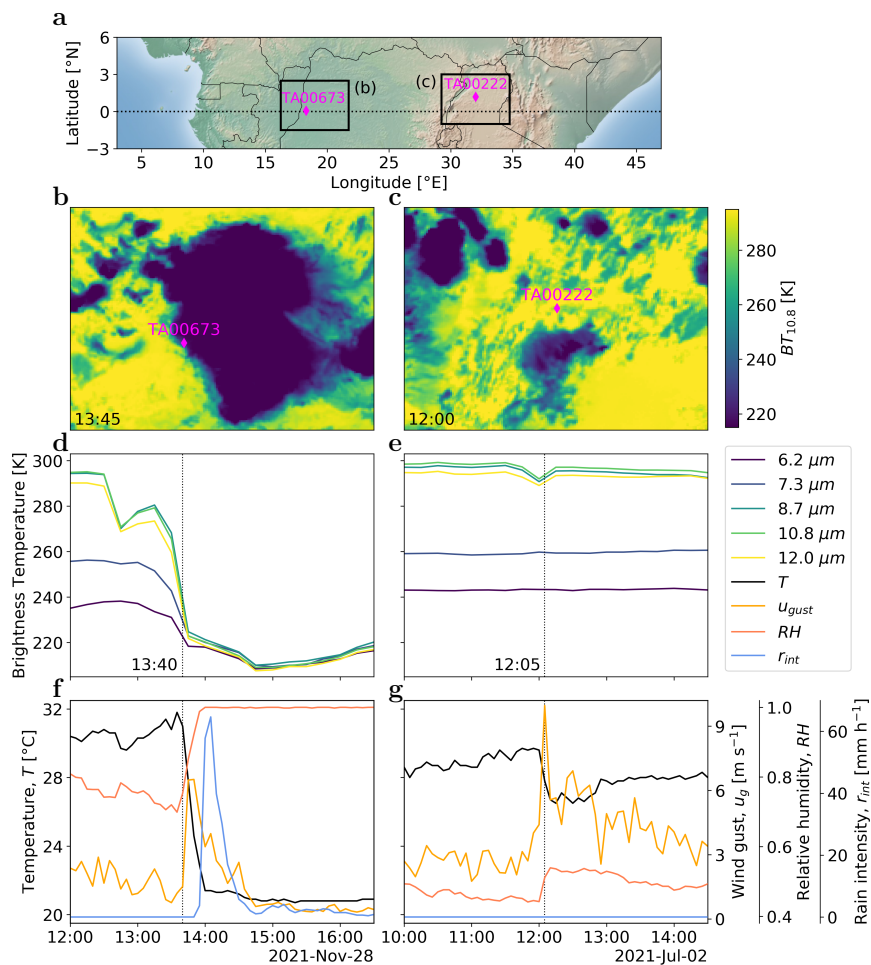 a
6
3
0
−3
Latitude [°N]
TA00673
(b)
(c)
TA00222
5
10
15
20
25
30
35
40
45
Longitude [°E]
b
TA00673
13:45
c
TA00222
12:00
280
260
240
220
BT10.8 [K]
d
300
280
260
240
220
Brightness Temperature [K]
13:40
e
12:05
6.2 μm
7.3 μm
8.7 μm
10.8 μm
12.0 μm
T
ugust
RH
rint
f
32
28
24
20
Temperature, T [°C]
12:00
13:00
14:00
15:00
16:00
2021-Nov-28
g
10:00
11:00
12:00
13:00
14:00
2021-Jul-02
9
6
3
0
Wind gust, ug [m s−1]
1.0
0.8
0.6
0.4
Relative humidity, RH
60
40
20
0
Rain intensity, rint [mm h−1]